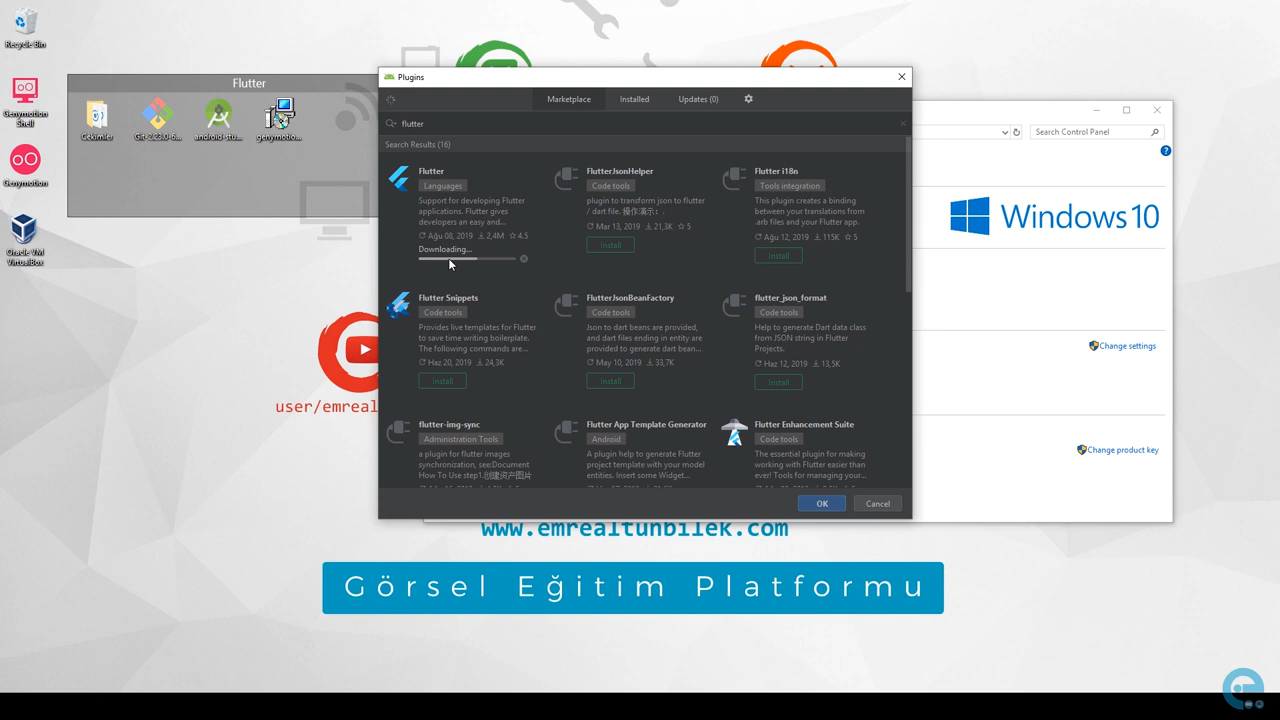 Recycle Bin
Genymotion
Shell
Genymotion
Oracle VM
VirtualBox
Flutter
Cekimler
Git-2.23.0-6...
android-stu...
genymotio...
user/emreal
Plugins
Marketplace
Installed
Updates (0)
flutter
Search Results (16)
Flutter
Languages
Support for developing Flutter
applications. Flutter gives
developers an easy and...
Ağu 08, 2019 2,4M 4.5
Downloading...
FlutterJsonHelper
Code tools
plugin to transform json to flutter
/ dart file. 操作演示：.
Mar 13, 2019 21,3K 5
Install
Flutter i18n
Tools integration
This plugin creates a binding
between your translations from
.arb files and your Flutter app.
Ağu 12, 2019 115K 5
Install
Flutter Snippets
Code tools
Provides live templates for Flutter
to save time writing boilerplate.
The following commands are...
Haz 20, 2019 24,3K
Install
FlutterJsonBeanFactory
Code tools
Json to dart beans are provided,
and dart files ending in entity are
provided to generate dart bean...
May 10, 2019 33,7K
Install
flutter_json_format
Code tools
Help to generate Dart data class
from JSON string in Flutter
Projects.
Haz 12, 2019 13,5K
Install
flutter-img-sync
Administration Tools
a plugin for flutter images
synchronization, see:Document
How To Use step1.创建资产图片
Flutter App Template Generator
Android
A plugin help to generate Flutter
project template with your model
entities. Insert some Widget...
Flutter Enhancement Suite
Code tools
The essential plugin for making
working with Flutter easier than
ever! Tools for managing your...
OK
Cancel
Search Control Panel
Windows 10
Change settings
Change product key
www.emrealtunbilek.com
Görsel Eğitim Platformu